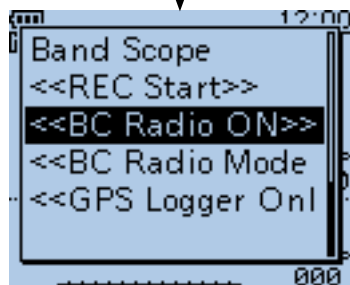 12:00
Band Scope
<<REC Start>>
<<BC Radio ON>>
<<BC Radio Mode
<<GPS Logger Onl
000